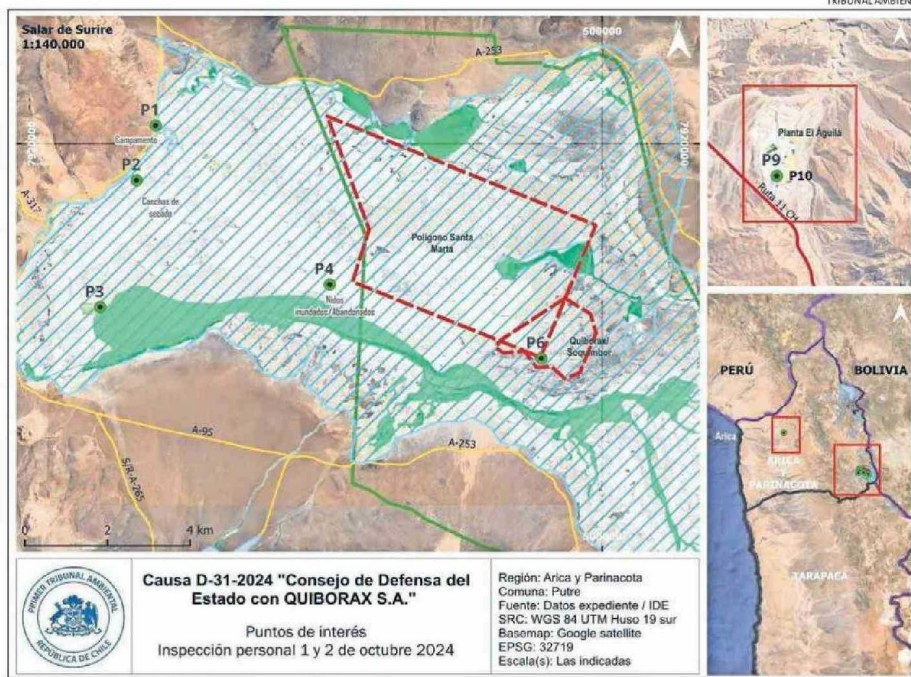 TRIBUNAL AMBIEN
Salar de Surire
1:140.000
A-253
500000
P1
Campamento
P2
Canchas de secado
A-317
7920000
P3
P4
Nidos inundados/Abandonados
Polígono Santa Marta
P6
Quiborax/ Soquimbor
A-95
A-253
S/R-A-265
0 2 4 km
Planta El Águila
P9
P10
Ruta 11-CH
PERÚ
BOLIVIA
Arica
ARICA
PARINACOTA
TARAPACÁ
PRIMER TRIBUNAL AMBIENTAL
REPÚBLICA DE CHILE
Causa D-31-2024 "Consejo de Defensa del
Estado con QUIBORAX S.A."
Puntos de interés
Inspección personal 1 y 2 de octubre 2024
Región: Arica y Parinacota
Comuna: Putre
Fuente: Datos expediente / IDE
SRC: WGS 84 UTM Huso 19 sur
Basemap: Google satellite
EPSG: 32719
Escala(s): Las indicadas